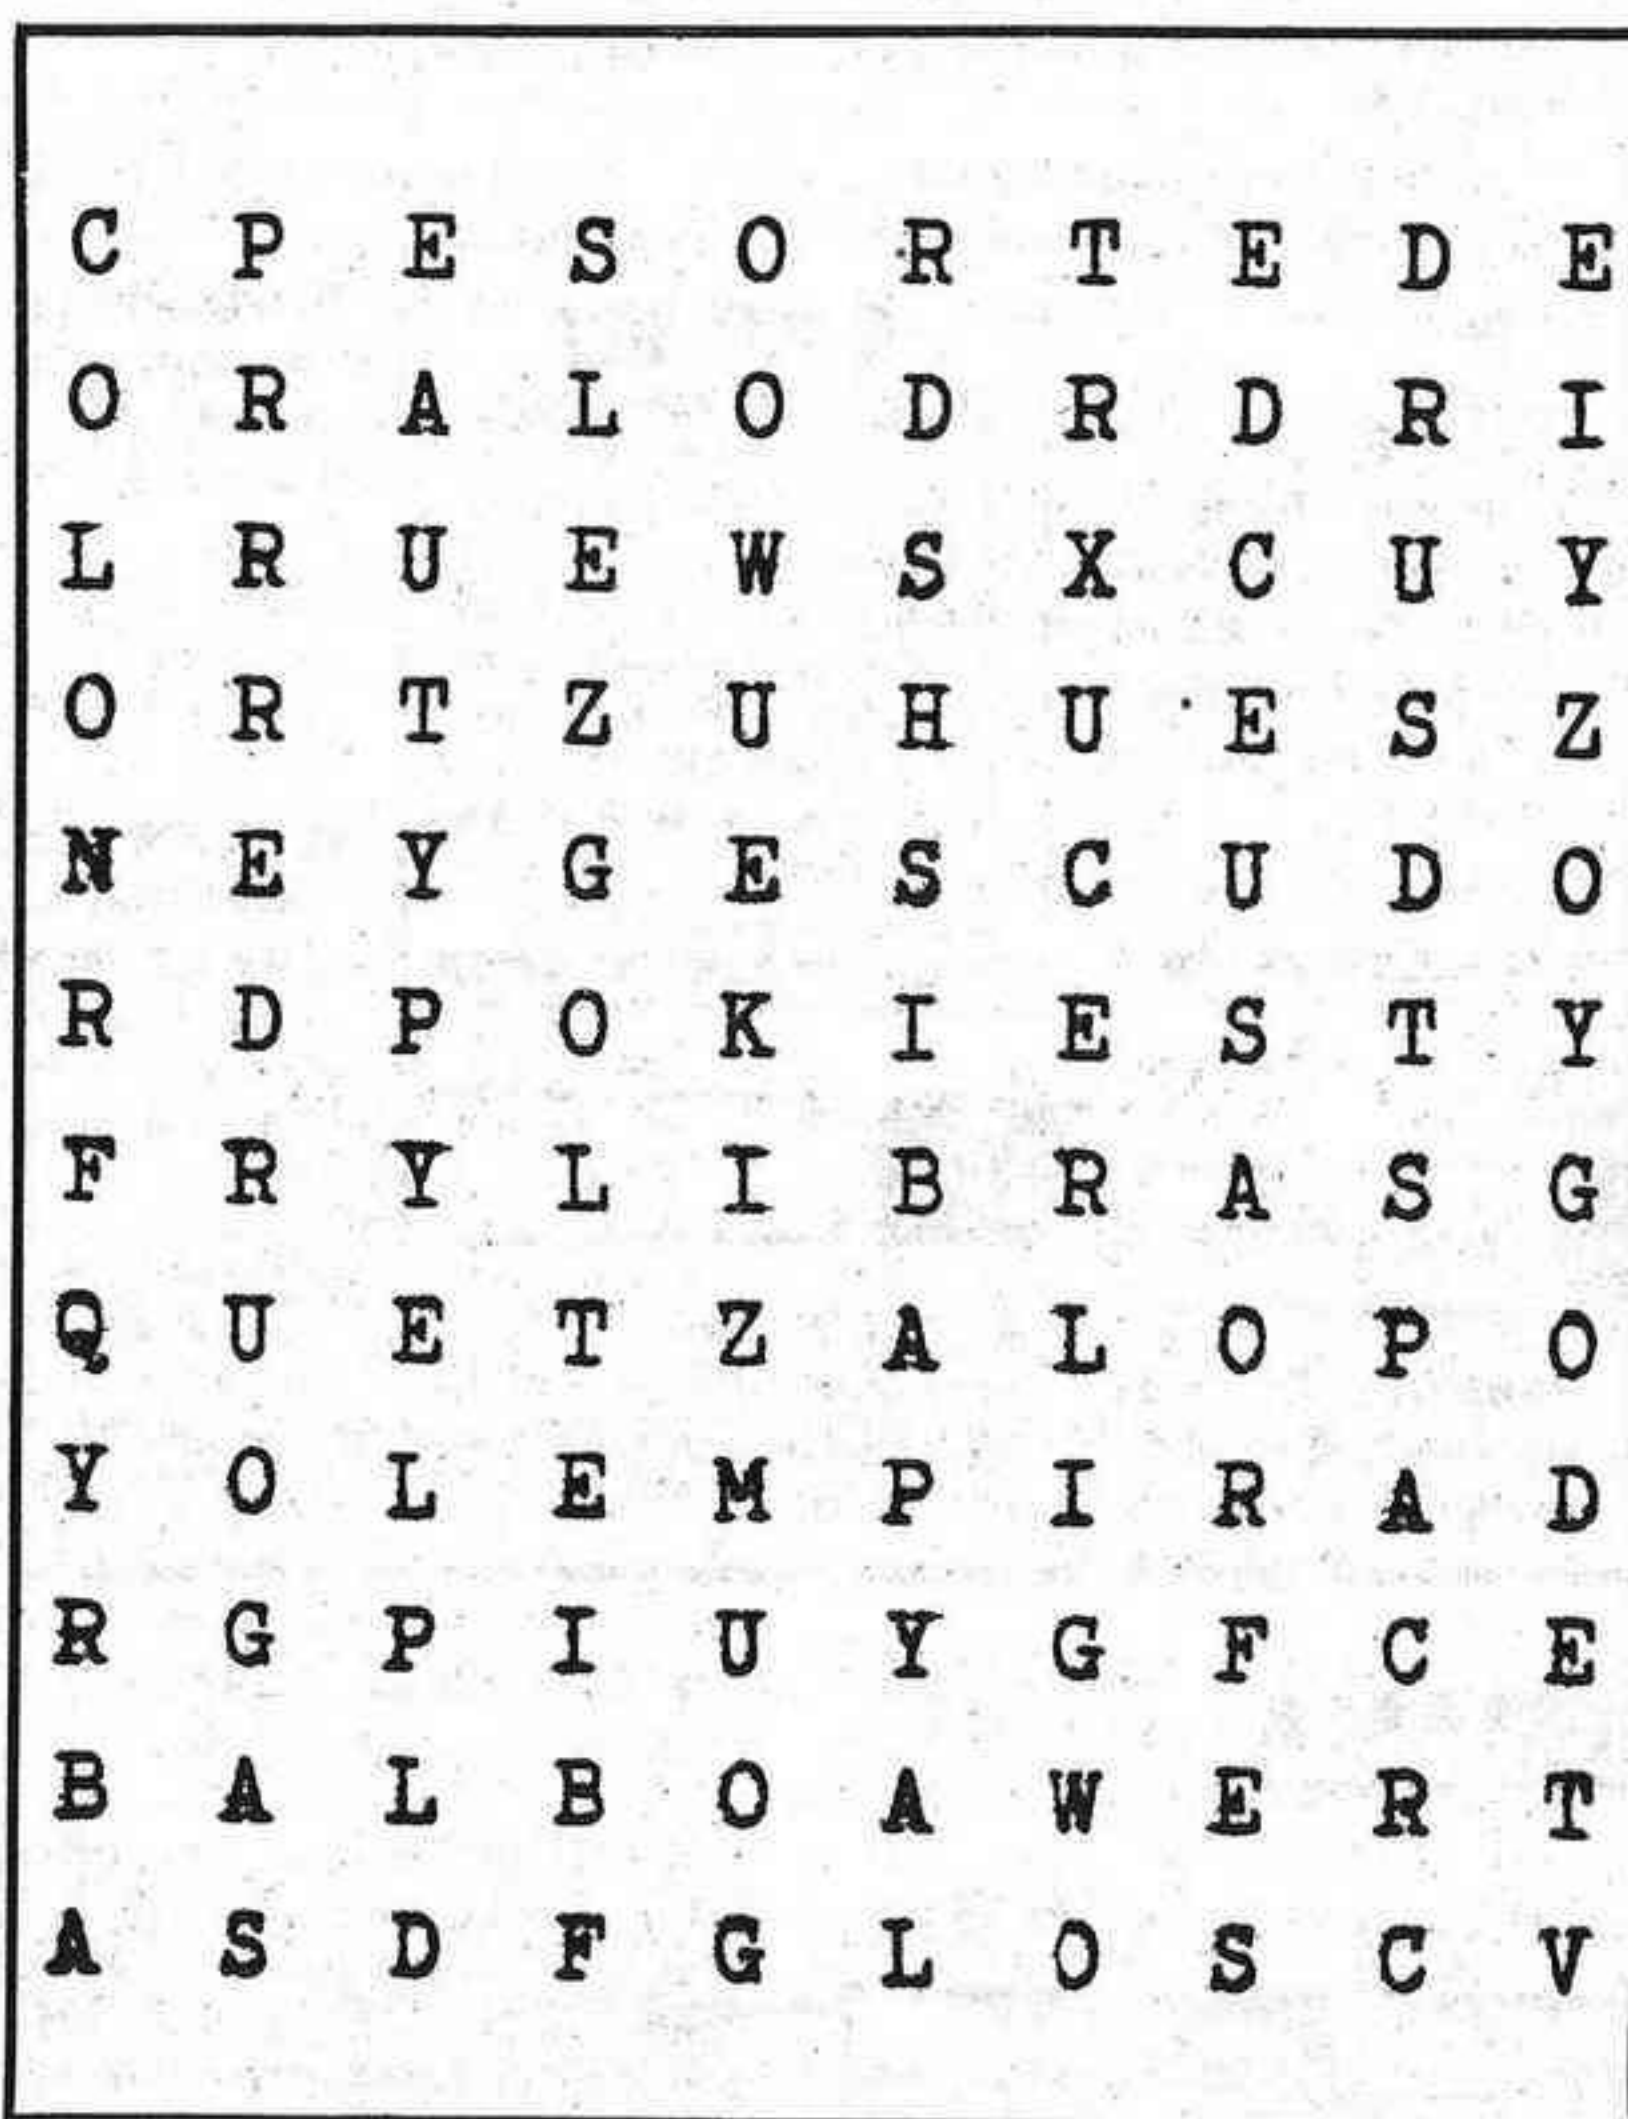 C P E S O R T E D E
O R A L O D R D R I
L R U E W S X C U Y
O R T Z U H U E S Z
N E Y G E S C U D O
R D P O K I E S T Y
F R Y L I B R A S G
Q U E T Z A L O P O
Y O L E M P I R A D
R G P I U Y G F C E
B A L B O A W E R T
A S D F G L O S C V